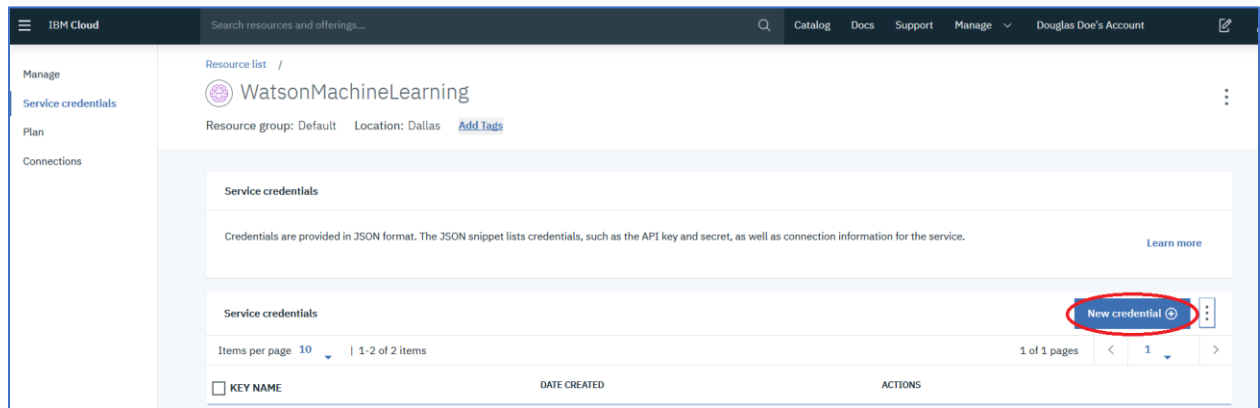 IBM Cloud Search resources and offerings... Catalog Docs Support Manage Douglas Doe's Account
Manage
Service credentials
Plan
Connections
Resource list /
WatsonMachineLearning
Resource group: Default Location: Dallas Add Tags
Service credentials
Credentials are provided in JSON format. The JSON snippet lists credentials, such as the API key and secret, as well as connection information for the service.
Learn more
Service credentials New credential
Items per page 10 | 1-2 of 2 items 1 of 1 pages < 1 >
KEY NAME DATE CREATED ACTIONS